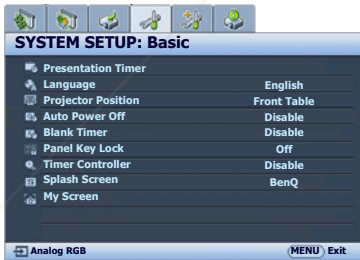 SYSTEM SETUP: Basic
Presentation Timer
Language English
Projector Position Front Table
Auto Power Off Disable
Blank Timer Disable
Panel Key Lock Off
Timer Controller Disable
Splash Screen BenQ
My Screen
Analog RGB MENU Exit